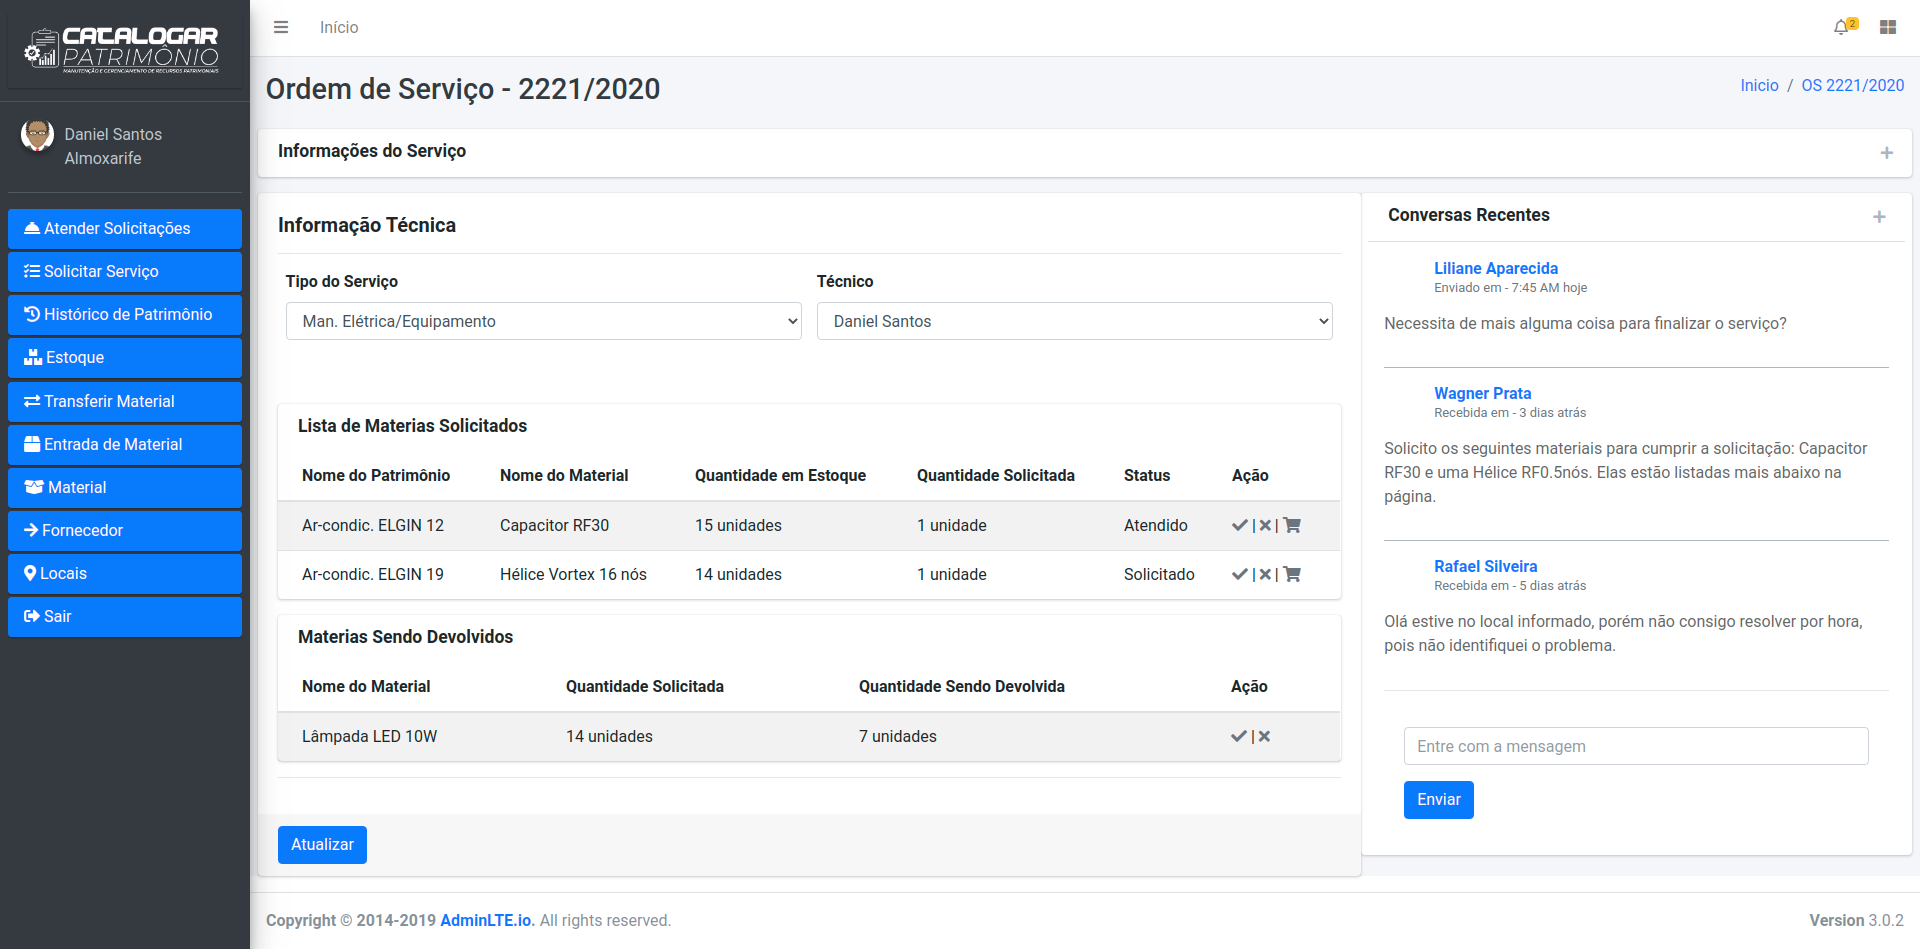 CATALOGAR
PATRIMÔNIO
MANUTENÇÃO E GERENCIAMENTO DE RECURSOS PATRIMONIAIS
Daniel Santos
Almoxarife
Atender Solicitações
Solicitar Serviço
Histórico de Patrimônio
Estoque
Transferir Material
Entrada de Material
Material
Fornecedor
Locais
Sair
Início
2
Ordem de Serviço - 2221/2020
Inicio / OS 2221/2020
Informações do Serviço
Informação Técnica
Tipo do Serviço Técnico
Man. Elétrica/Equipamento Daniel Santos
Lista de Materias Solicitados
Nome do Patrimônio Nome do Material Quantidade em Estoque Quantidade Solicitada Status Ação
Ar-condic. ELGIN 12 Capacitor RF30 15 unidades 1 unidade Atendido | |
Ar-condic. ELGIN 19 Hélice Vortex 16 nós 14 unidades 1 unidade Solicitado | |
Materias Sendo Devolvidos
Nome do Material Quantidade Solicitada Quantidade Sendo Devolvida Ação
Lâmpada LED 10W 14 unidades 7 unidades |
Atualizar
Conversas Recentes
Liliane Aparecida
Enviado em - 7:45 AM hoje
Necessita de mais alguma coisa para finalizar o serviço?
Wagner Prata
Recebida em - 3 dias atrás
Solicito os seguintes materiais para cumprir a solicitação: Capacitor
RF30 e uma Hélice RF0.5nós. Elas estão listadas mais abaixo na
página.
Rafael Silveira
Recebida em - 5 dias atrás
Olá estive no local informado, porém não consigo resolver por hora,
pois não identifiquei o problema.
Entre com a mensagem
Enviar
Copyright © 2014-2019 AdminLTE.io. All rights reserved.
Version 3.0.2